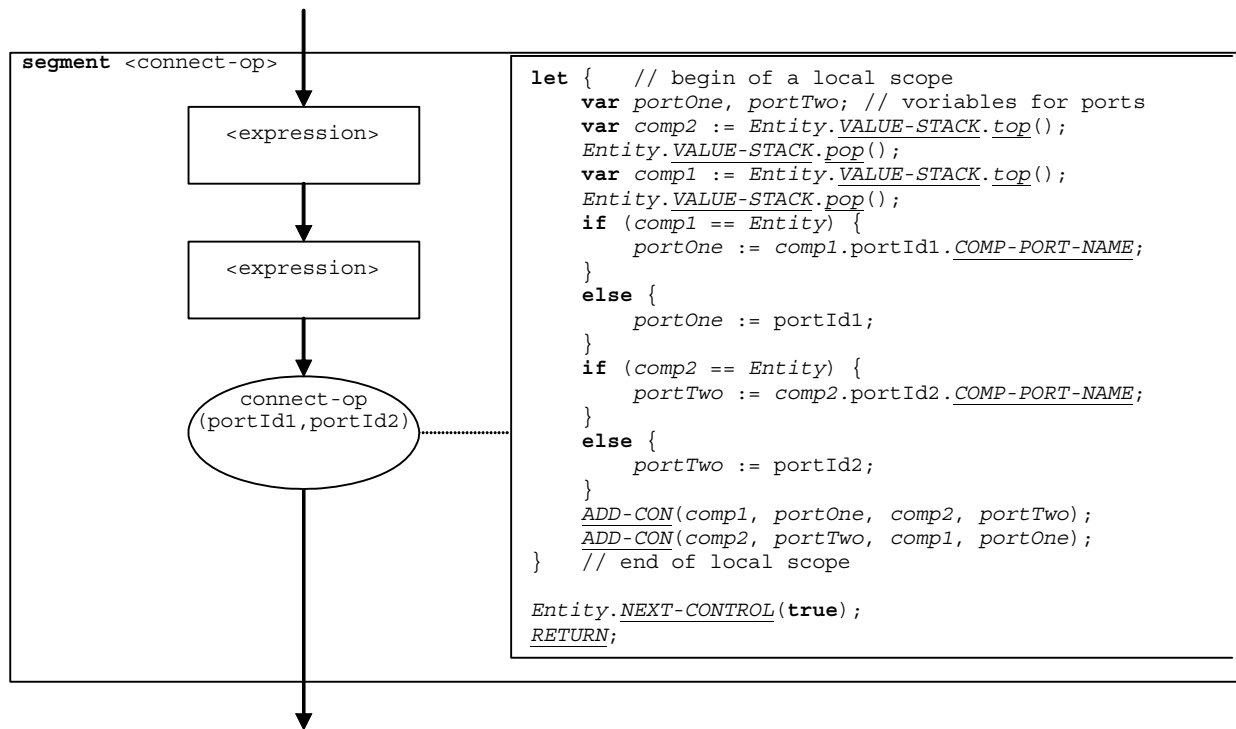 segment <connect-op>
<expression>
<expression>
connect-op
(portId1,portId2)
let {   // begin of a local scope
    var portOne, portTwo; // voriables for ports
    var comp2 := Entity.VALUE-STACK.top();
    Entity.VALUE-STACK.pop();
    var comp1 := Entity.VALUE-STACK.top();
    Entity.VALUE-STACK.pop();
    if (comp1 == Entity) {
        portOne := comp1.portId1.COMP-PORT-NAME;
    }
    else {
        portOne := portId1;
    }
    if (comp2 == Entity) {
        portTwo := comp2.portId2.COMP-PORT-NAME;
    }
    else {
        portTwo := portId2;
    }
    ADD-CON(comp1, portOne, comp2, portTwo);
    ADD-CON(comp2, portTwo, comp1, portOne);
}   // end of local scope
Entity.NEXT-CONTROL(true);
RETURN;